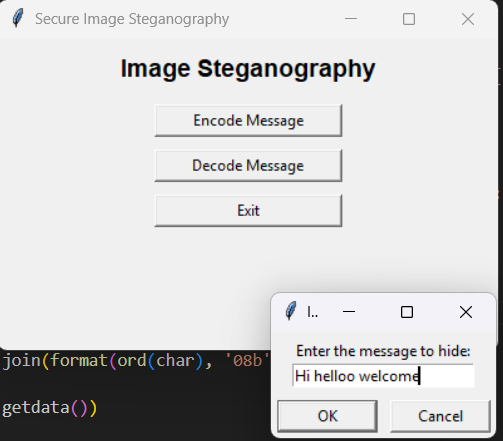 Secure Image Steganography
Image Steganography
Encode Message
Decode Message
Exit
I..
Enter the message to hide:
Hi helloo welcome
OK
Cancel
join(format(ord(char), '08b'
getdata())